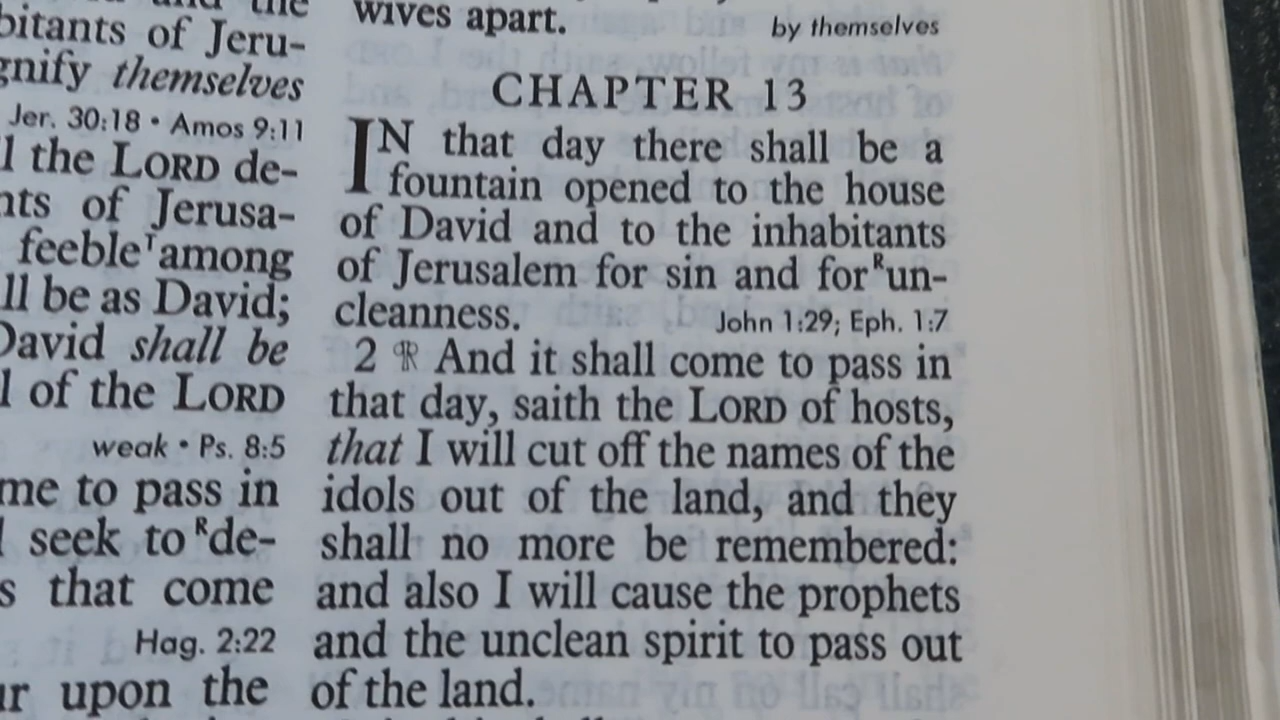 and the
bitants of Jeru-
gnify themselves
Jer. 30:18 • Amos 9:11
l the LORD de-
nts of Jerusa-
feeble ᵀamong
ll be as David;
David shall be
l of the LORD
weak • Ps. 8:5
me to pass in
seek to ᴿde-
s that come
Hag. 2:22
ur upon the
wives apart. by themselves
CHAPTER 13
IN that day there shall be a
fountain opened to the house
of David and to the inhabitants
of Jerusalem for sin and for ᴿun-
cleanness. John 1:29; Eph. 1:7
2 ℟ And it shall come to pass in
that day, saith the LORD of hosts,
that I will cut off the names of the
idols out of the land, and they
shall no more be remembered:
and also I will cause the prophets
and the unclean spirit to pass out
of the land.